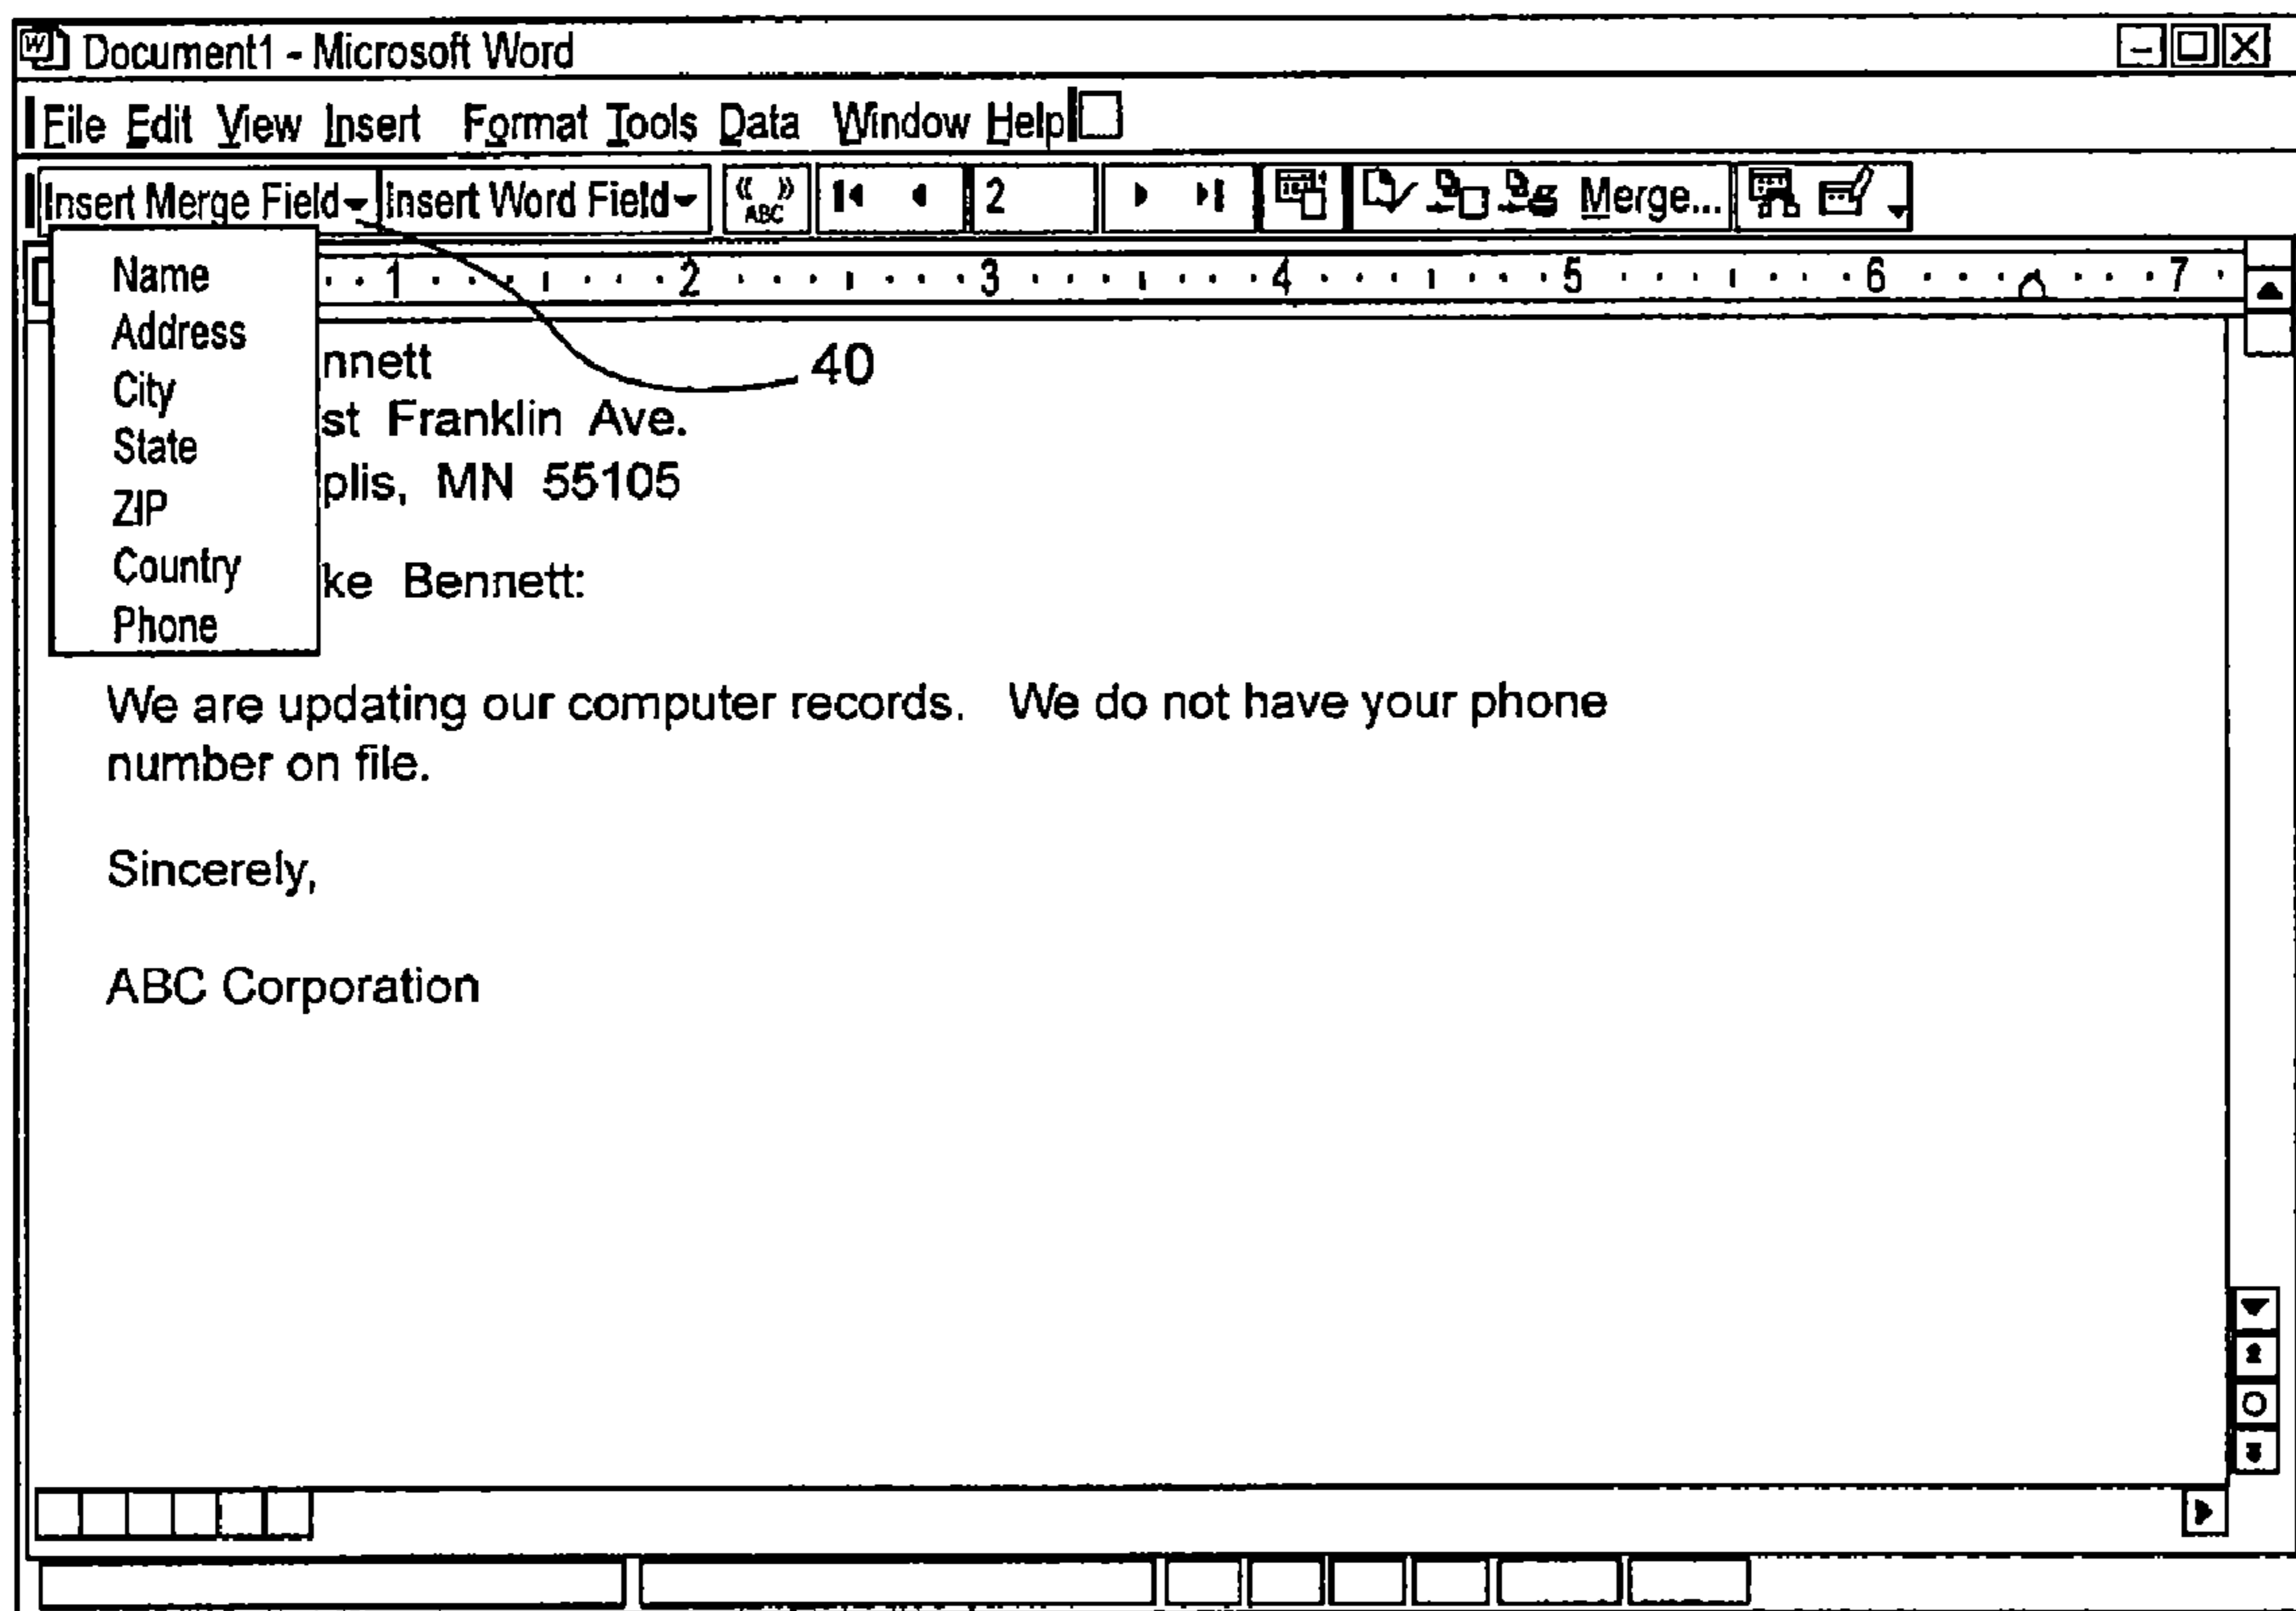 Document1 - Microsoft Word
File Edit View Insert Format Tools Data Window Help
Insert Merge Field Insert Word Field « » ABC 2 Merge...
1 2 3 4 5 6 7
Name
Address
City
State
ZIP
Country
Phone
40
nnett
st Franklin Ave.
plis, MN 55105
ke Bennett:
We are updating our computer records. We do not have your phone
number on file.
Sincerely,
ABC Corporation